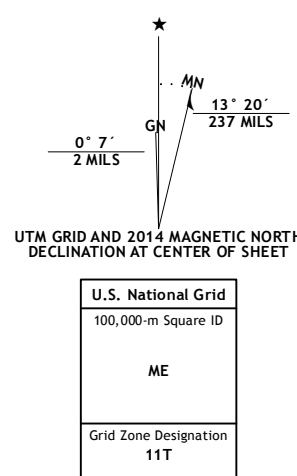 ★
MN
GN
13° 20´
237 MILS
0° 7´
2 MILS
UTM GRID AND 2014 MAGNETIC NORTH
DECLINATION AT CENTER OF SHEET
U.S. National Grid
100,000-m Square ID
ME
Grid Zone Designation
11T